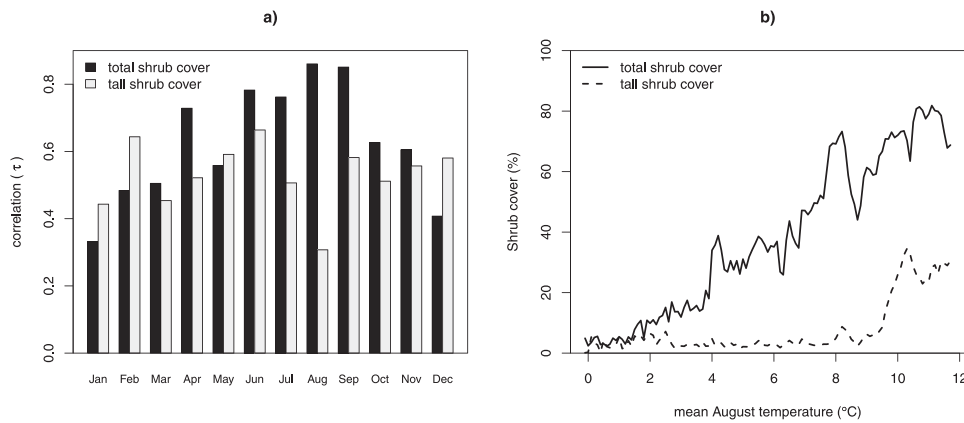 a)
total shrub cover
tall shrub cover
correlation ( τ )
0.0
0.2
0.4
0.6
0.8
Jan Feb Mar Apr May Jun Jul Aug Sep Oct Nov Dec
b)
total shrub cover
tall shrub cover
Shrub cover (%)
0
20
40
60
80
100
0 2 4 6 8 10 12
mean August temperature (°C)